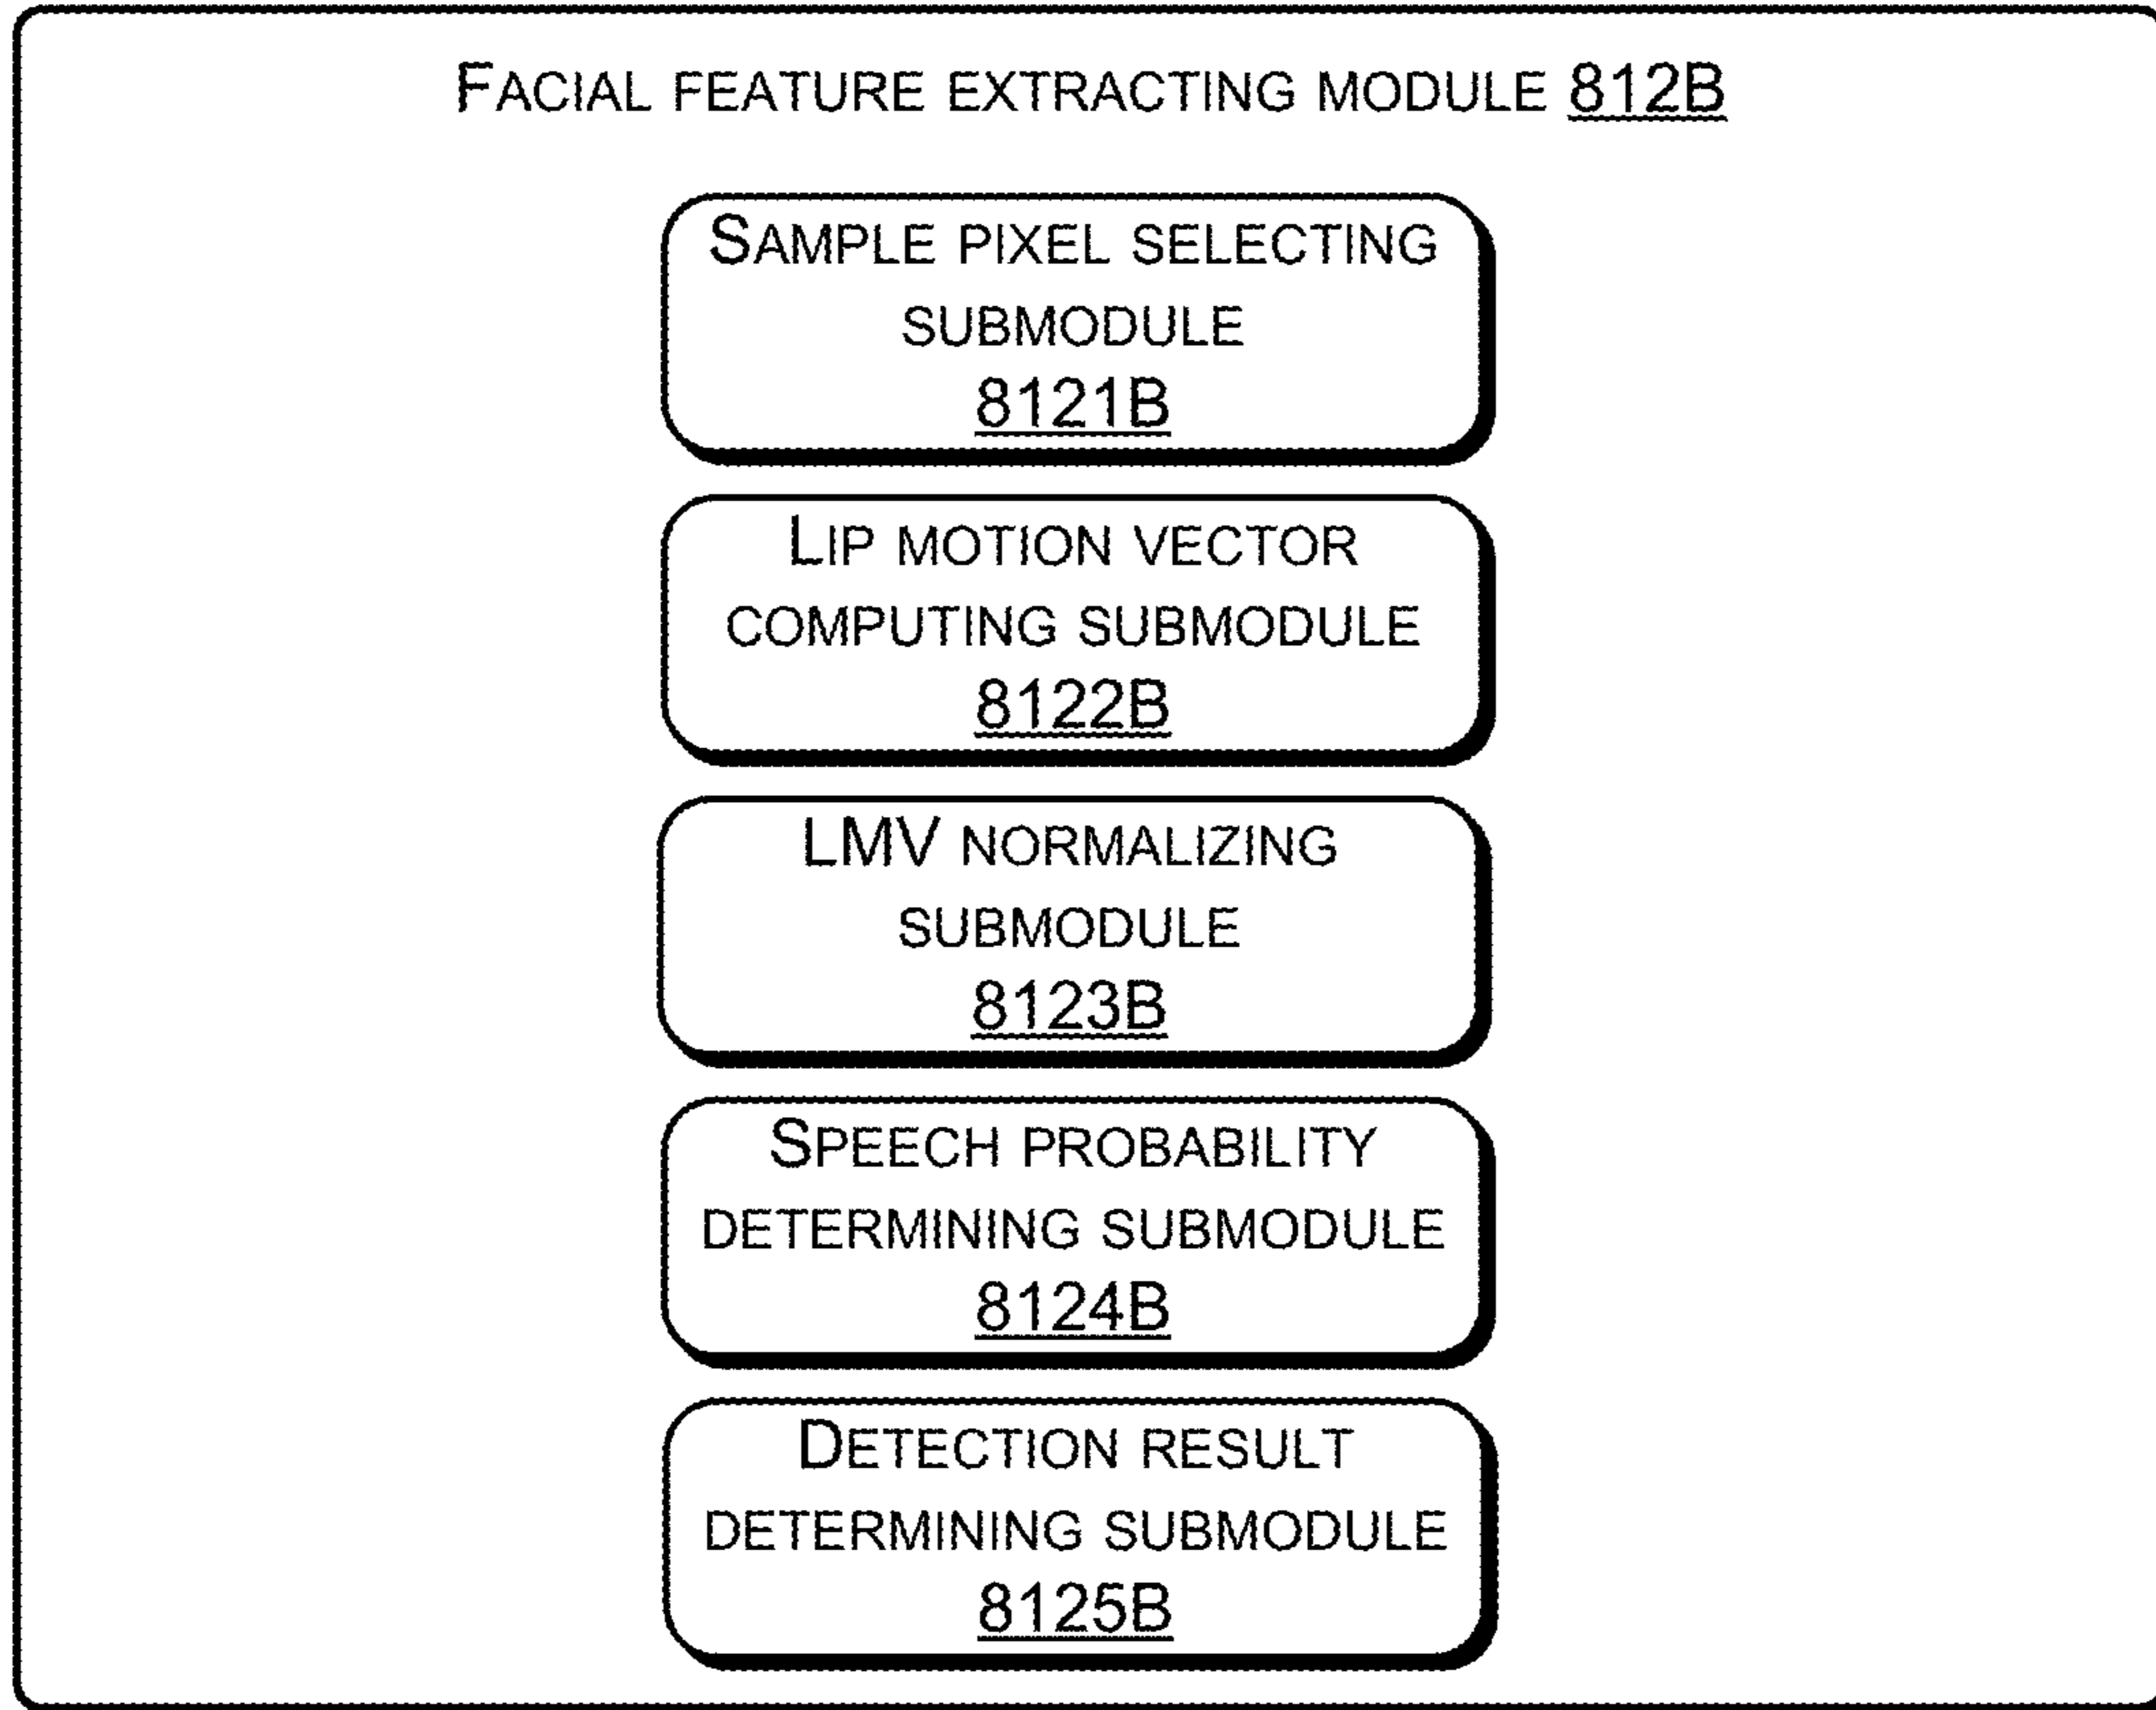 FACIAL FEATURE EXTRACTING MODULE 812B
SAMPLE PIXEL SELECTING
SUBMODULE
8121B
LIP MOTION VECTOR
COMPUTING SUBMODULE
8122B
LMV NORMALIZING
SUBMODULE
8123B
SPEECH PROBABILITY
DETERMINING SUBMODULE
8124B
DETECTION RESULT
DETERMINING SUBMODULE
8125B